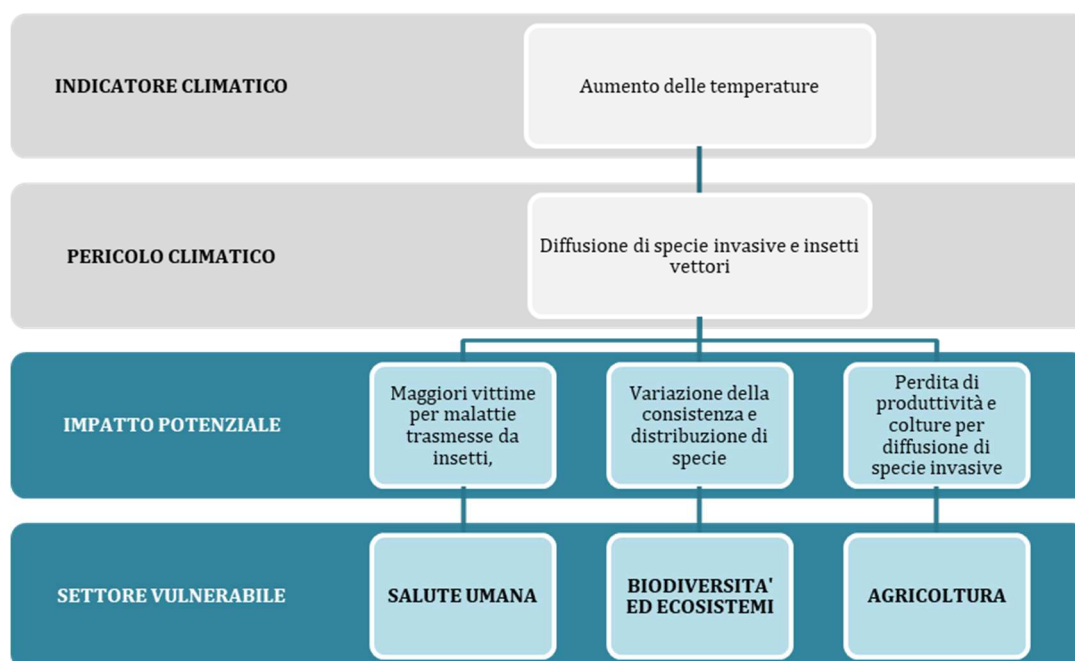 INDICATORE CLIMATICO
Aumento delle temperature
PERICOLO CLIMATICO
Diffusione di specie invasive e insetti
vettori
IMPATTO POTENZIALE
Maggiori vittime
per malattie
trasmesse da
insetti,
Variazione della
consistenza e
distribuzione di
specie
Perdita di
produttività e
colture per
diffusione di
specie invasive
SETTORE VULNERABILE
SALUTE UMANA
BIODIVERSITA'
ED ECOSISTEMI
AGRICOLTURA